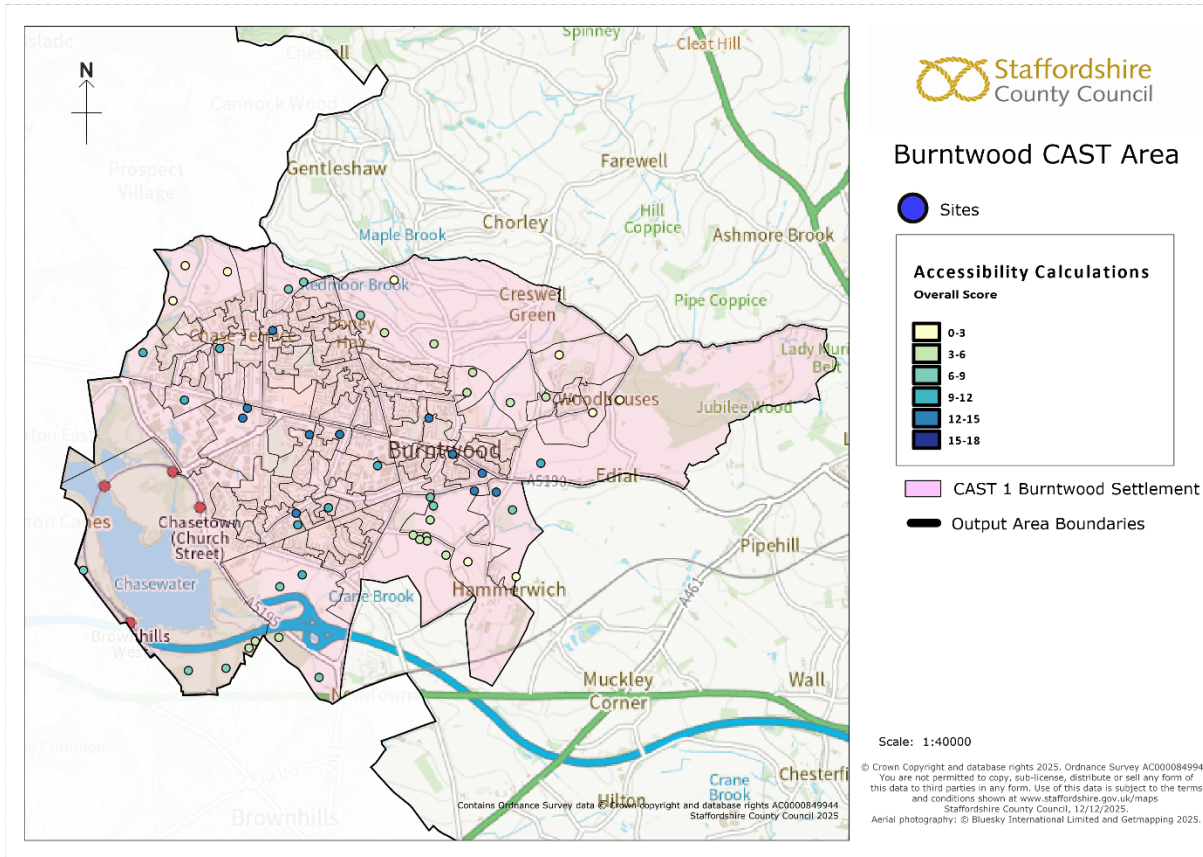 Spinney
Cleat Hill
N
Cannock Wood
Prospect
Village
Gentleshaw
Farewell
Chorley
Hill
Coppice
Maple Brook
Ashmore Brook
Redmoor Brook
Creswell
Green
Pipe Coppice
Chase Terrace
Boney
Hay
Woodhouses
Jubilee Wood
Burntwood
A5190
Edial
Chasetown
(Church
Street)
Pipehill
Chasewater
Crane Brook
Hammerwich
A461
A5195
Muckley
Corner
Wall
Crane
Brook
Hilton
Brownhills
Contains Ordnance Survey data © Crown copyright and database rights AC0000849944
Staffordshire County Council 2025
Staffordshire
County Council
Burntwood CAST Area
Sites
Accessibility Calculations
Overall Score
0-3
3-6
6-9
9-12
12-15
15-18
CAST 1 Burntwood Settlement
Output Area Boundaries
Scale: 1:40000
© Crown Copyright and database rights 2025. Ordnance Survey AC0000849944
You are not permitted to copy, sub-license, distribute or sell any form of
this data to third parties in any form. Use of this data is subject to the terms
and conditions shown at www.staffordshire.gov.uk/maps
Staffordshire County Council, 12/12/2025.
Aerial photography: © Bluesky International Limited and Getmapping 2025.